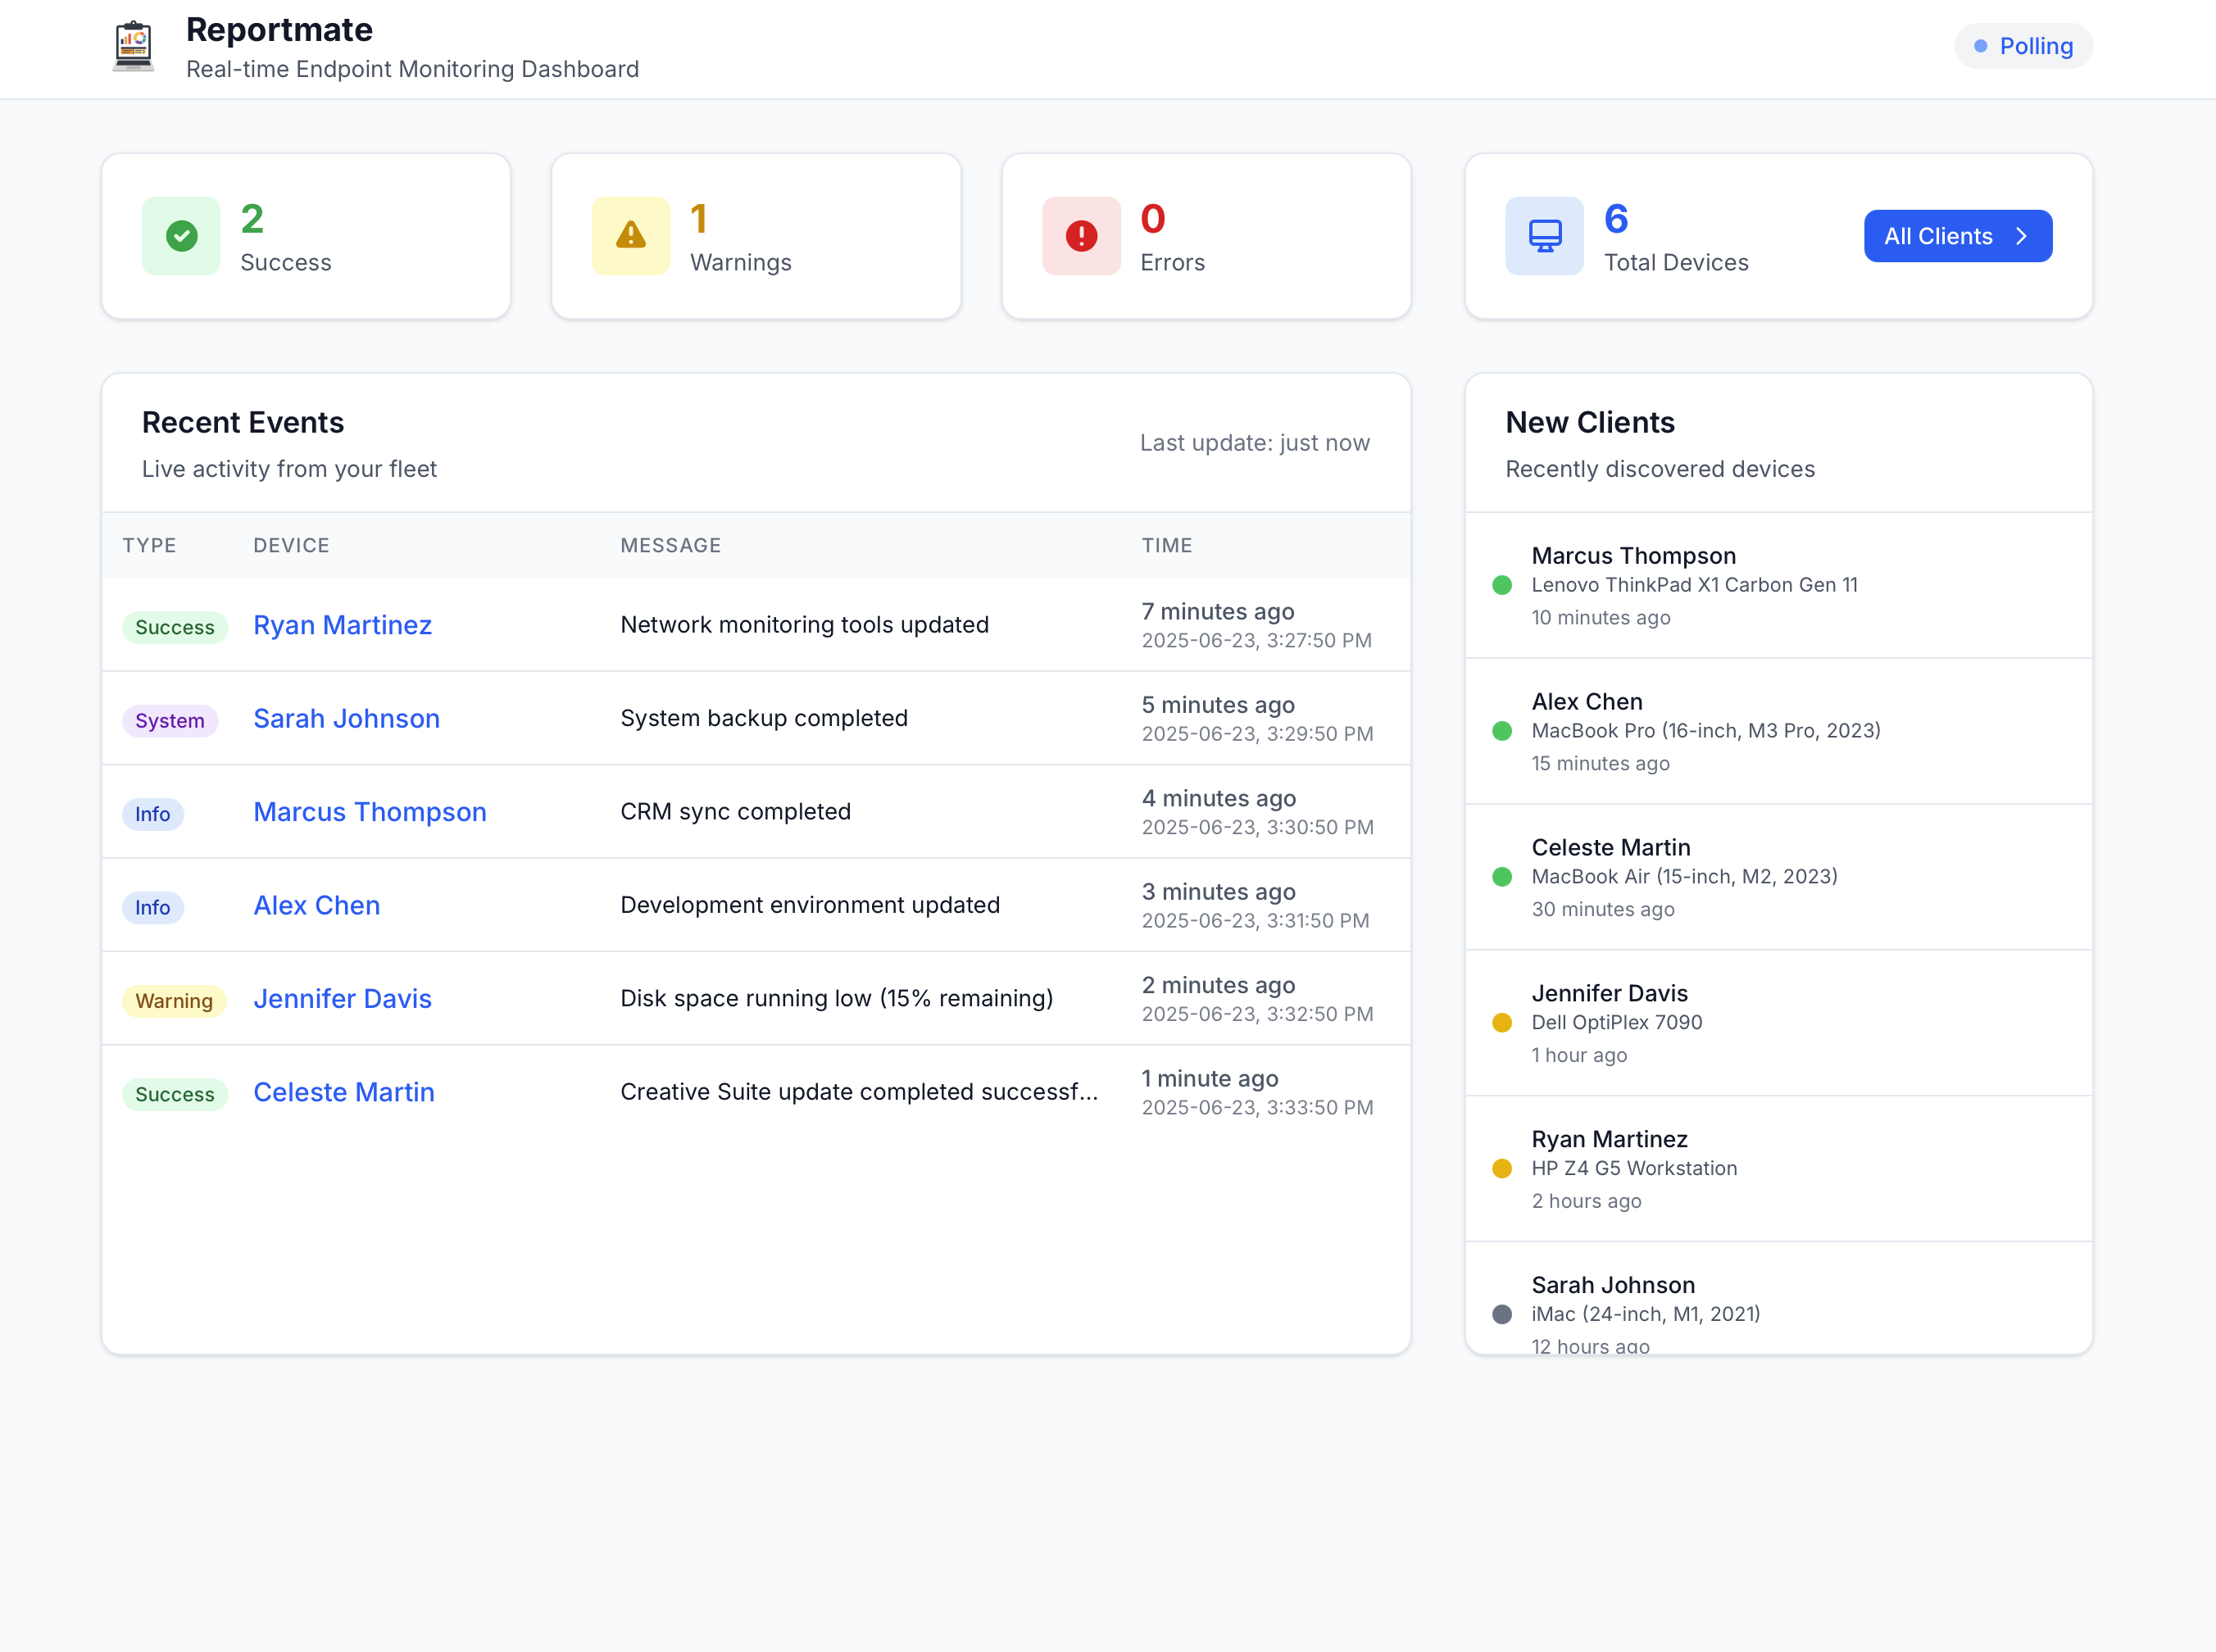 Reportmate
Real-time Endpoint Monitoring Dashboard
Polling
2
Success
1
Warnings
0
Errors
6
Total Devices
All Clients
Recent Events
Live activity from your fleet
Last update: just now
TYPE DEVICE MESSAGE TIME
Success Ryan Martinez Network monitoring tools updated 7 minutes ago
2025-06-23, 3:27:50 PM
System Sarah Johnson System backup completed 5 minutes ago
2025-06-23, 3:29:50 PM
Info Marcus Thompson CRM sync completed 4 minutes ago
2025-06-23, 3:30:50 PM
Info Alex Chen Development environment updated 3 minutes ago
2025-06-23, 3:31:50 PM
Warning Jennifer Davis Disk space running low (15% remaining) 2 minutes ago
2025-06-23, 3:32:50 PM
Success Celeste Martin Creative Suite update completed successf... 1 minute ago
2025-06-23, 3:33:50 PM
New Clients
Recently discovered devices
Marcus Thompson
Lenovo ThinkPad X1 Carbon Gen 11
10 minutes ago
Alex Chen
MacBook Pro (16-inch, M3 Pro, 2023)
15 minutes ago
Celeste Martin
MacBook Air (15-inch, M2, 2023)
30 minutes ago
Jennifer Davis
Dell OptiPlex 7090
1 hour ago
Ryan Martinez
HP Z4 G5 Workstation
2 hours ago
Sarah Johnson
iMac (24-inch, M1, 2021)
12 hours ago